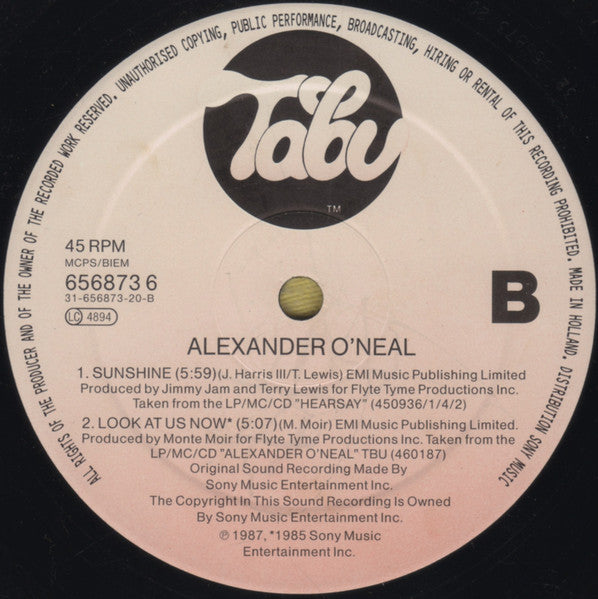 ALL RIGHTS OF THE PRODUCER AND OF THE OWNER OF THE RECORDED WORK RESERVED. UNAUTHORISED COPYING, PUBLIC PERFORMANCE, BROADCASTING, HIRING OR RENTAL OF THIS RECORDING PROHIBITED. MADE IN HOLLAND. DISTRIBUTION SONY MUSIC
Tabu
TM
45 RPM
MCPS/BIEM
656873 6
31-656873-20-B
LC 4894
B
ALEXANDER O'NEAL
1. SUNSHINE (5:59)(J. Harris III/T. Lewis) EMI Music Publishing Limited
Produced by Jimmy Jam and Terry Lewis for Flyte Tyme Productions Inc.
Taken from the LP/MC/CD "HEARSAY" (450936/1/4/2)
2. LOOK AT US NOW* (5:07)(M. Moir) EMI Music Publishing Limited.
Produced by Monte Moir for Flyte Tyme Productions Inc. Taken from the
LP/MC/CD "ALEXANDER O'NEAL" TBU (460187)
Original Sound Recording Made By
Sony Music Entertainment Inc.
The Copyright In This Sound Recording Is Owned
By Sony Music Entertainment Inc.
℗ 1987, *1985 Sony Music
Entertainment Inc.